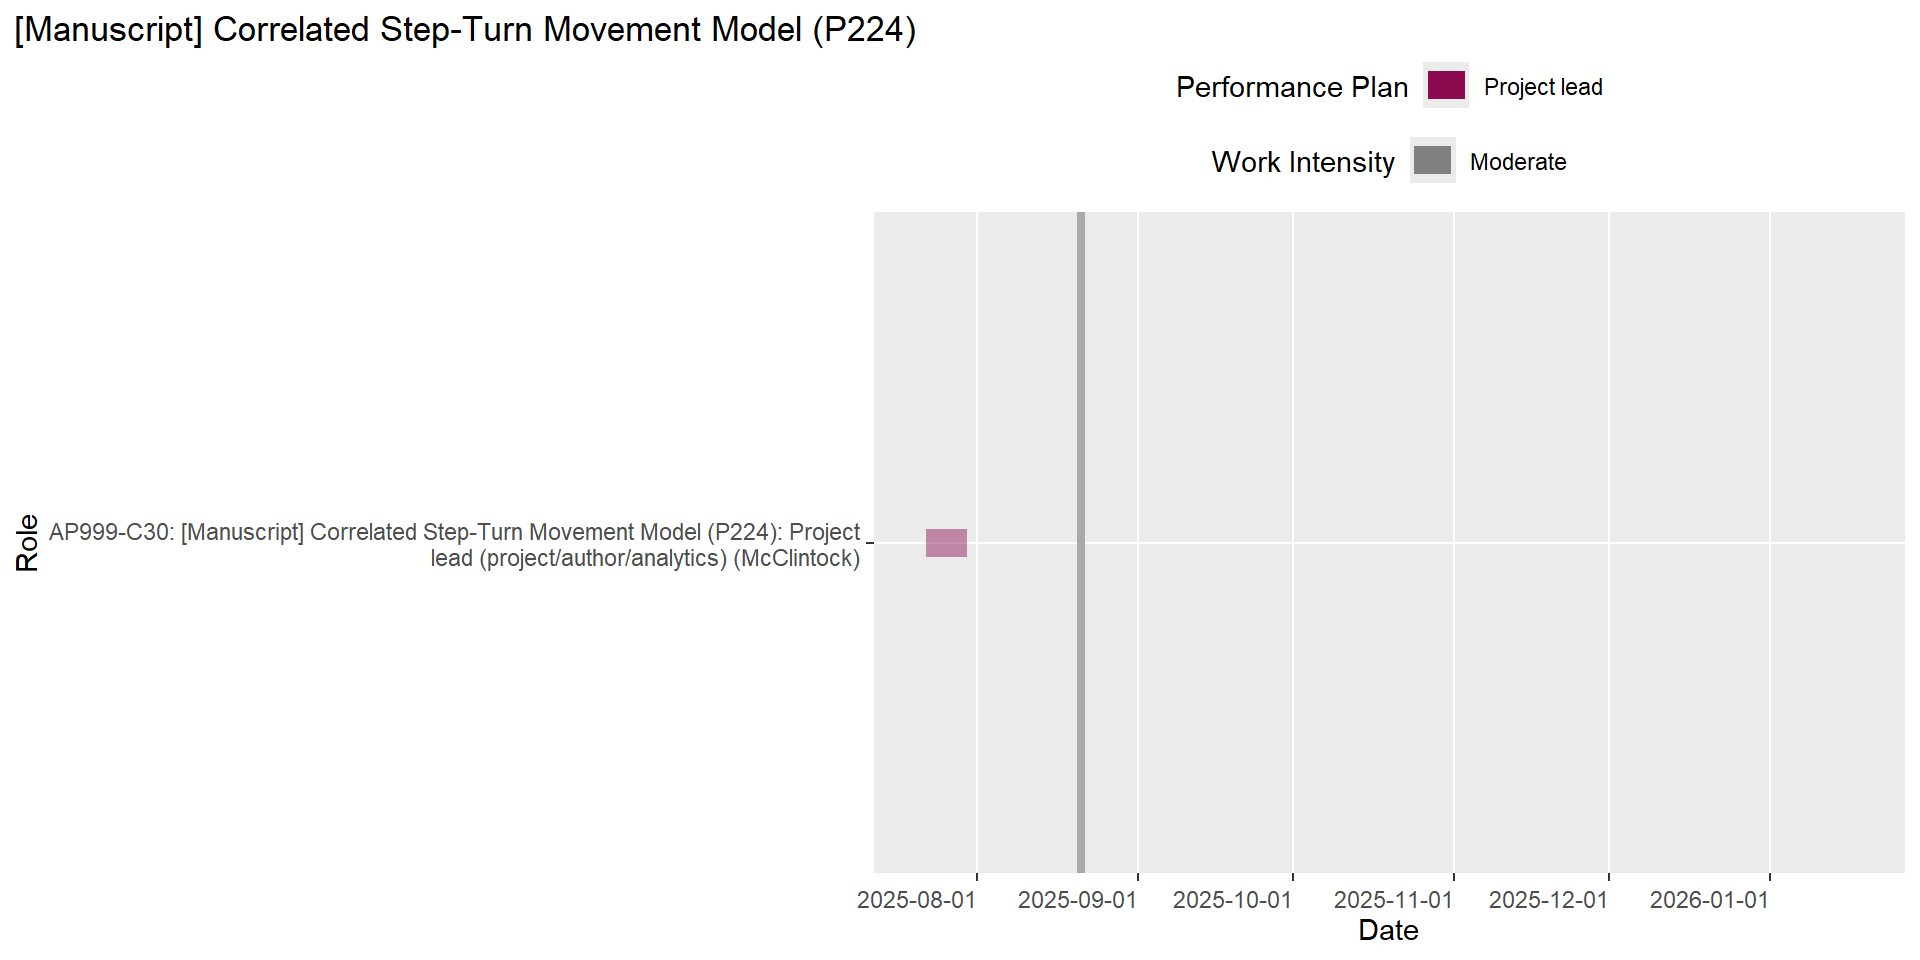 [Manuscript] Correlated Step-Turn Movement Model (P224)
Performance Plan
Project lead
Work Intensity
Moderate
Role
AP999-C30: [Manuscript] Correlated Step-Turn Movement Model (P224): Project
lead (project/author/analytics) (McClintock)
2025-08-01
2025-09-01
2025-10-01
2025-11-01
2025-12-01
2026-01-01
Date